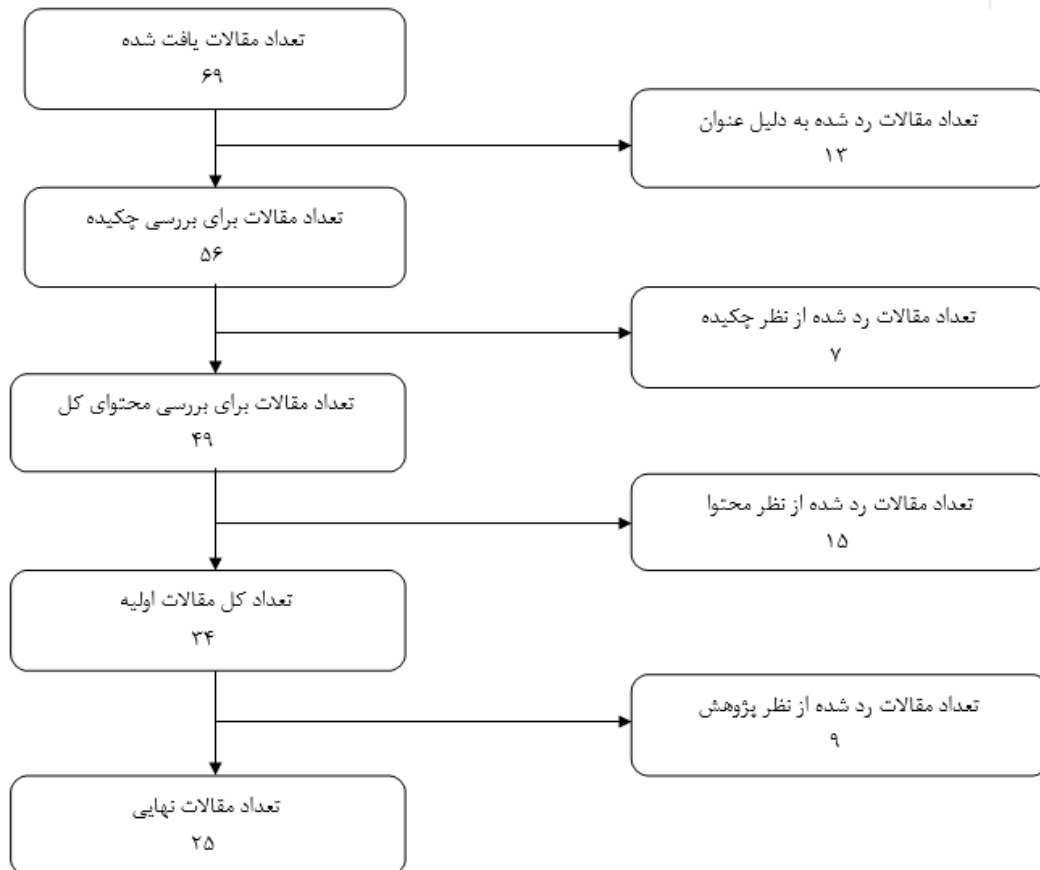 تعداد مقالات یافت شده
۶۹
تعداد مقالات رد شده به دلیل عنوان
۱۳
تعداد مقالات برای بررسی چکیده
۵۶
تعداد مقالات رد شده از نظر چکیده
۷
تعداد مقالات برای بررسی محتوای کل
۴۹
تعداد مقالات رد شده از نظر محتوا
۱۵
تعداد کل مقالات اولیه
۳۴
تعداد مقالات رد شده از نظر پژوهش
۹
تعداد مقالات نهایی
۲۵